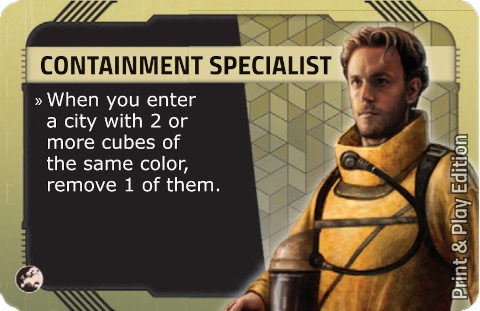 CONTAINMENT SPECIALIST
» When you enter
a city with 2 or
more cubes of
the same color,
remove 1 of them.
Print & Play Edition